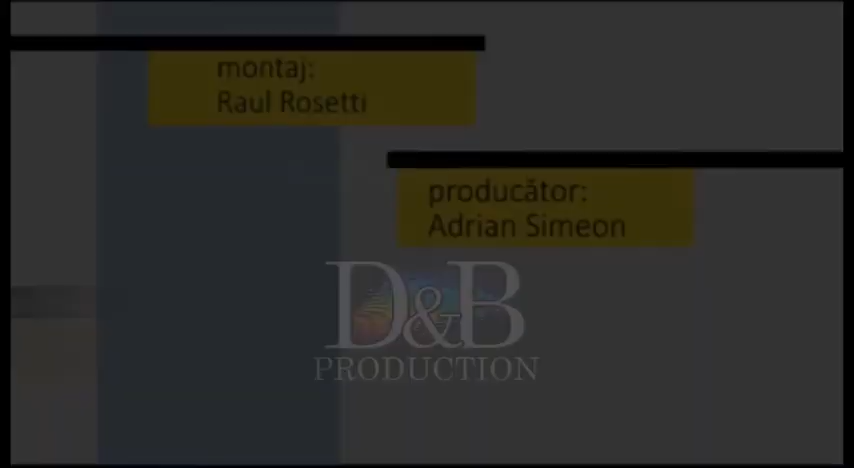 montaj:
Raul Rosetti
producător:
Adrian Simeon
D&B
PRODUCTION